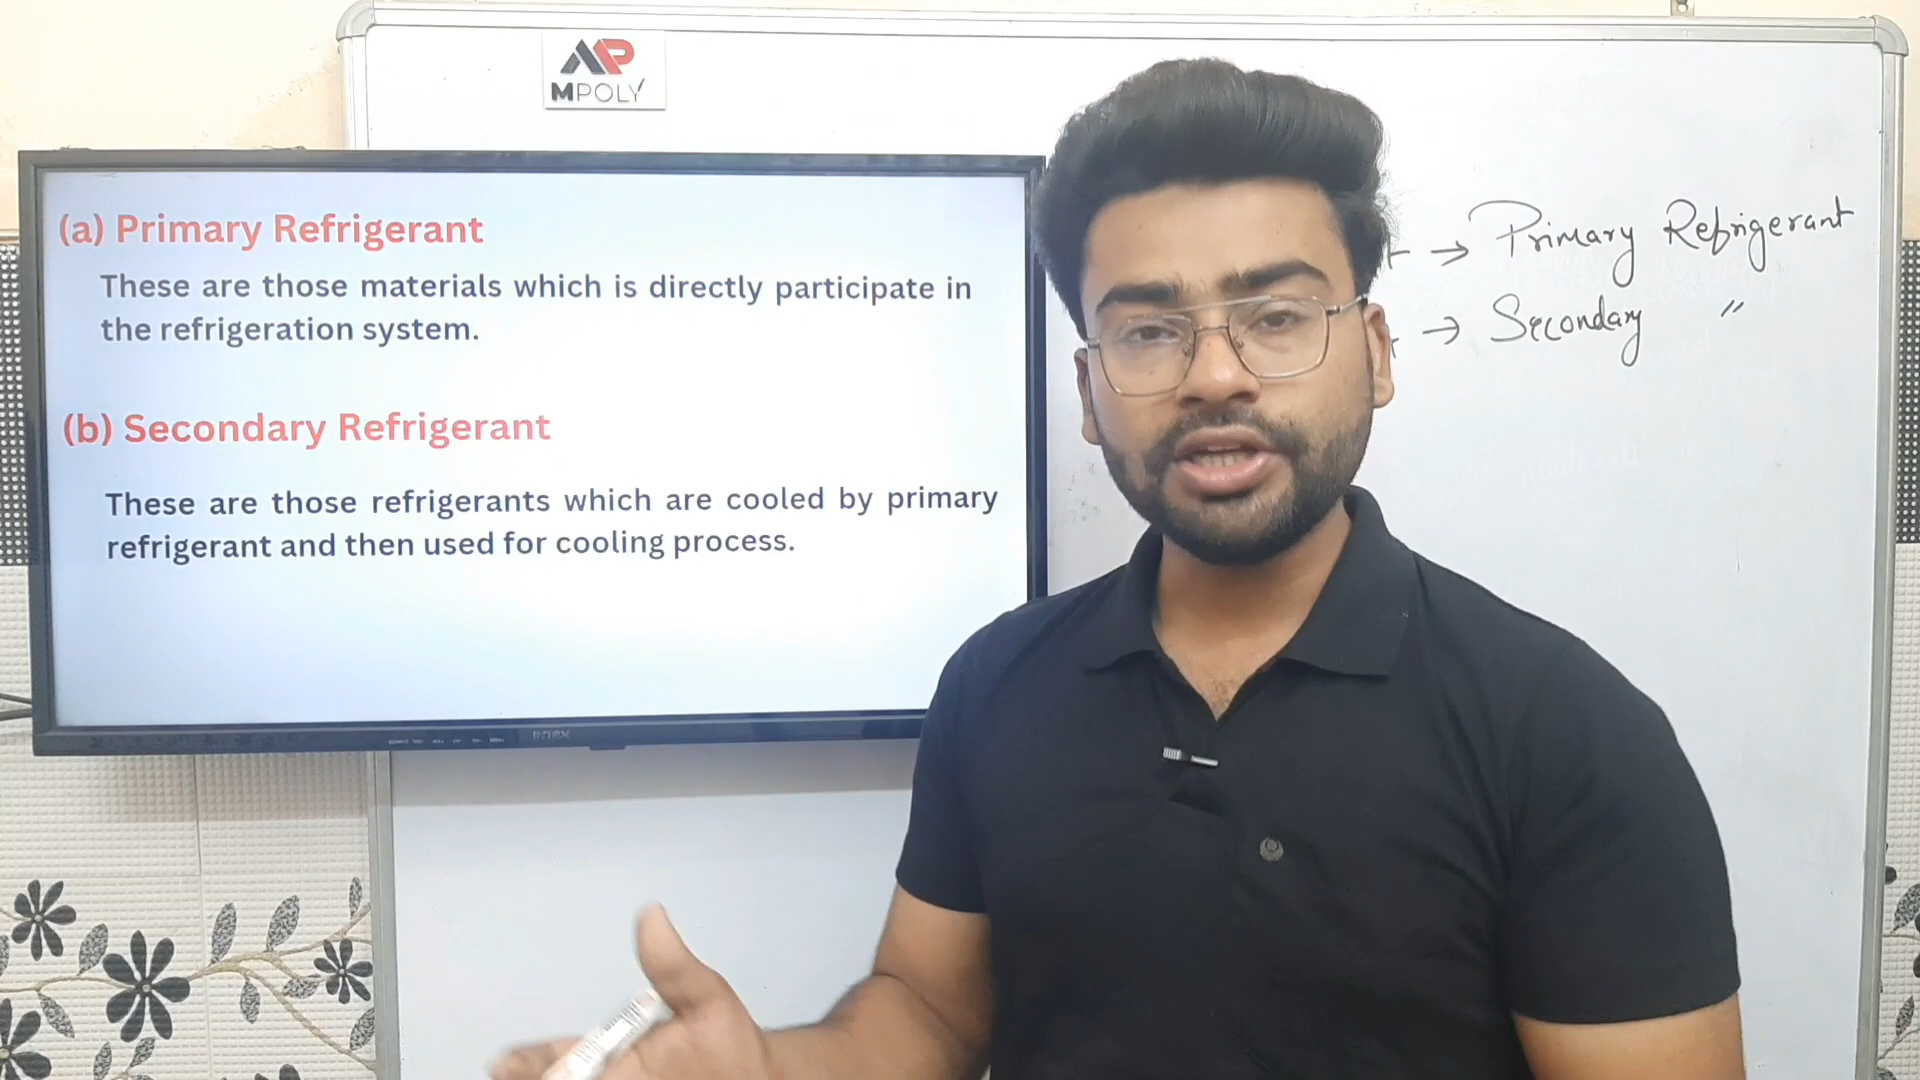 AP
MPOLY
(a) Primary Refrigerant
These are those materials which is directly participate in
the refrigeration system.
(b) Secondary Refrigerant
These are those refrigerants which are cooled by primary
refrigerant and then used for cooling process.
→ Primary Refrigerant
→ Secondary "